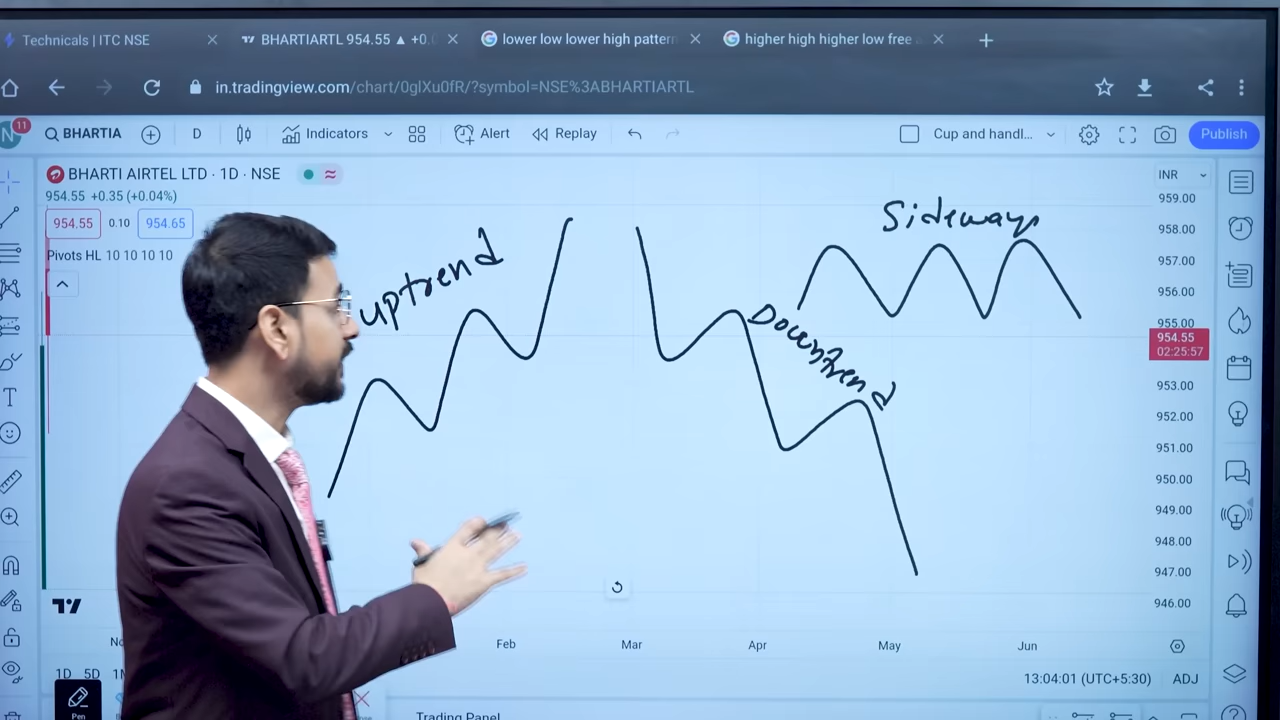 Technicals | ITC NSE
BHARTIARTL 954.55 ▲ +0.
lower low lower high pattern
higher high higher low free
in.tradingview.com/chart/0glXu0fR/?symbol=NSE%3ABHARTIARTL
N 11
BHARTIA
D
Indicators
Alert
Replay
Cup and handl...
Publish
BHARTI AIRTEL LTD · 1D · NSE
INR
954.55 +0.35 (+0.04%)
954.55 0.10 954.65
Pivots HL 10 10 10 10
uptrend
Downtrend
Sideways
959.00
958.00
957.00
956.00
955.00
954.55
02:25:57
953.00
952.00
951.00
950.00
949.00
948.00
947.00
946.00
Feb
Mar
Apr
May
Jun
1D 5D
13:04:01 (UTC+5:30) ADJ
Pen
Trading Panel